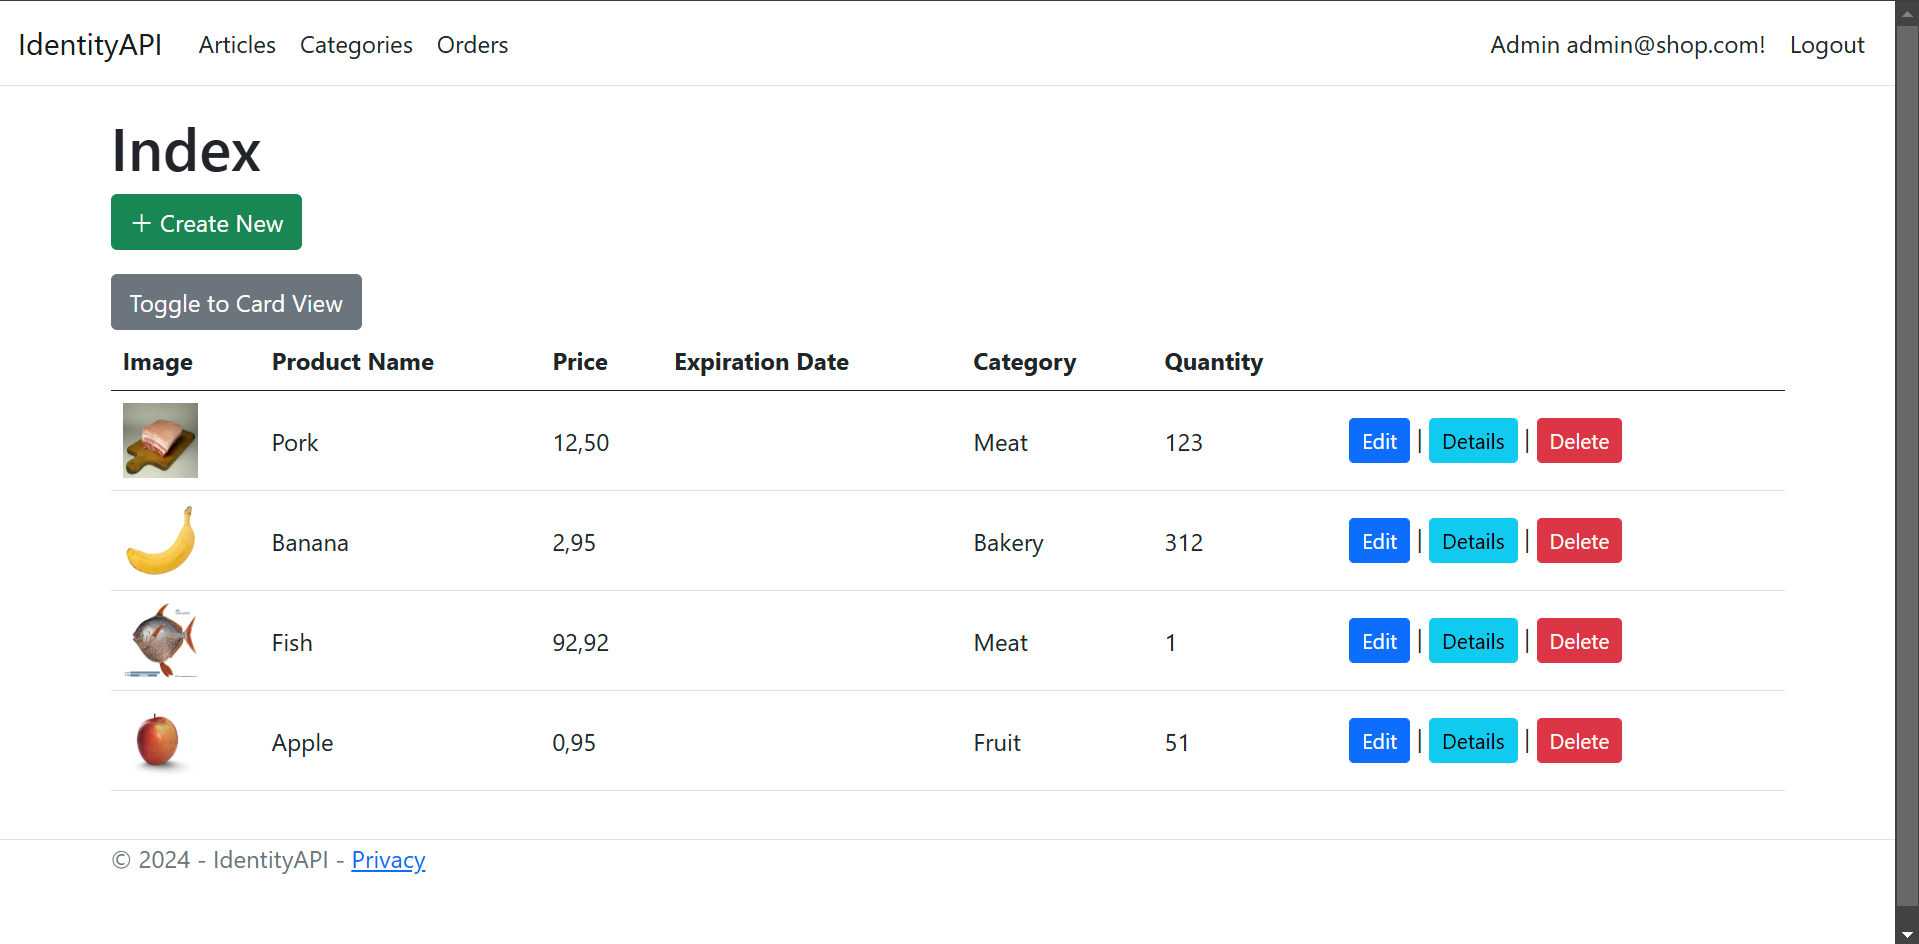 IdentityAPI Articles Categories Orders Admin admin@shop.com! Logout
Index
+ Create New
Toggle to Card View
Image Product Name Price Expiration Date Category Quantity
Pork 12,50 Meat 123 Edit | Details | Delete
Banana 2,95 Bakery 312 Edit | Details | Delete
Fish 92,92 Meat 1 Edit | Details | Delete
Apple 0,95 Fruit 51 Edit | Details | Delete
© 2024 - IdentityAPI - Privacy